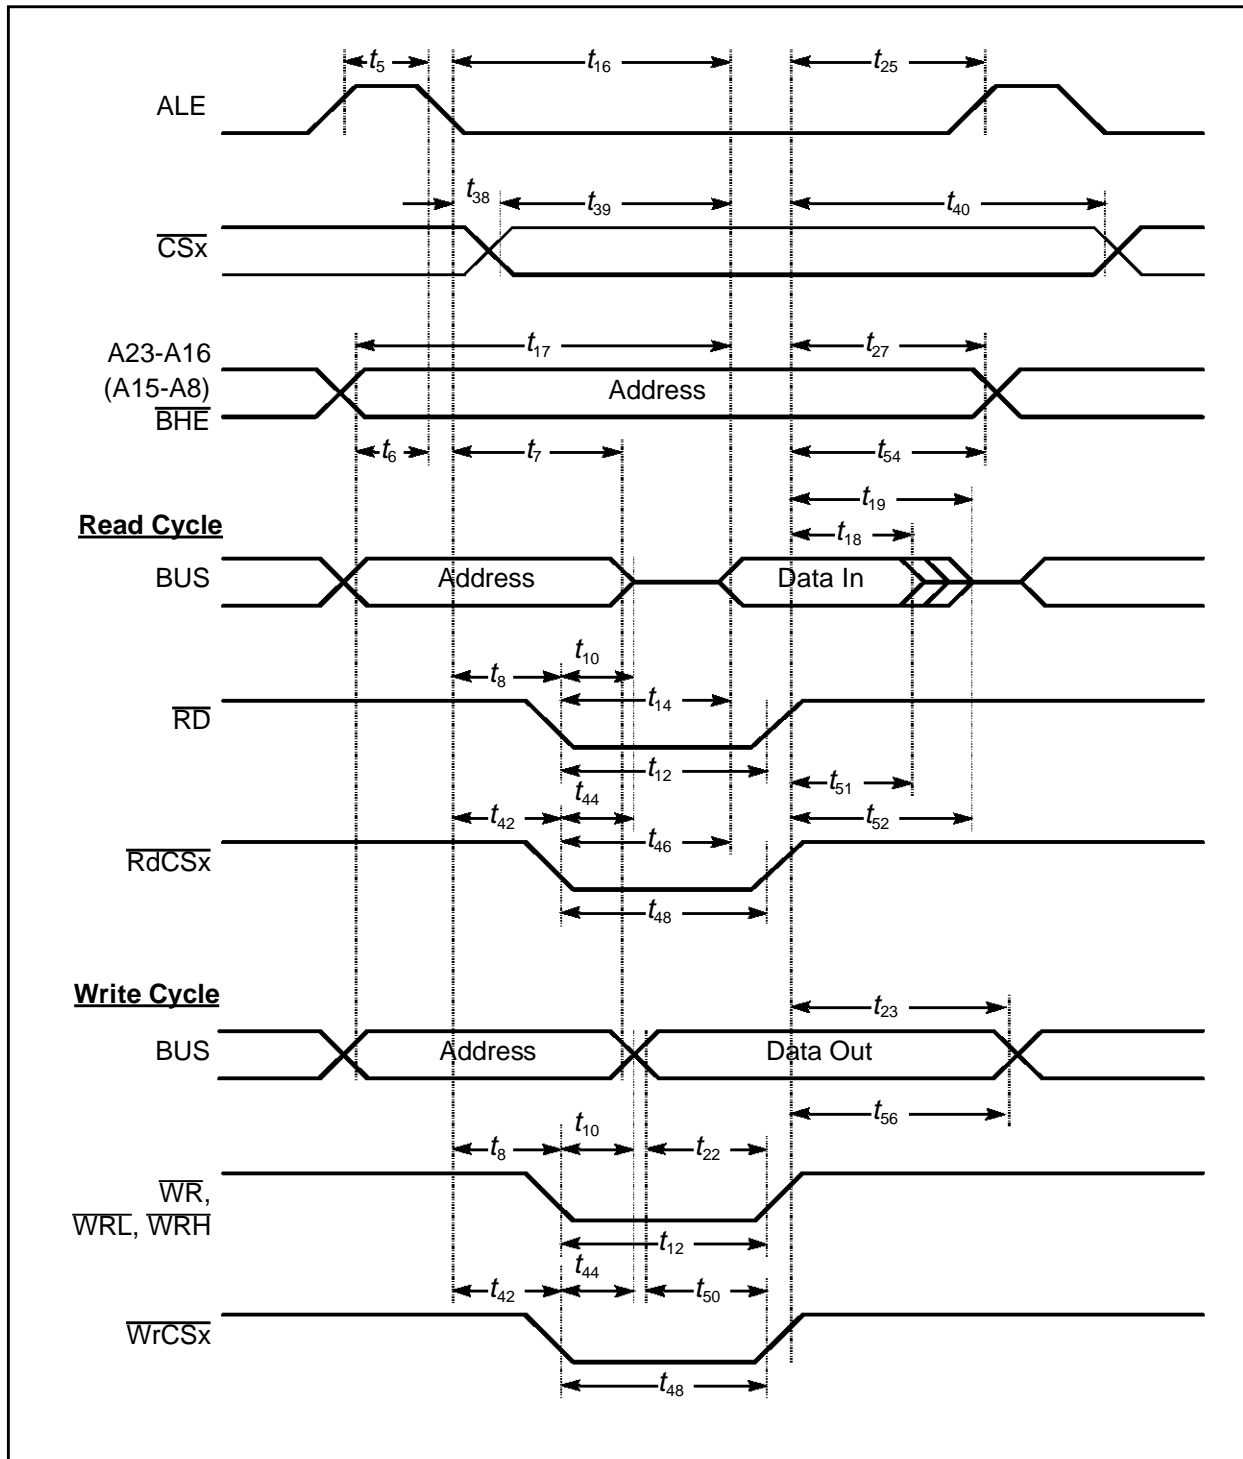 t5 t16 t25
ALE
t38 t39 t40
CSx
t17 t27
A23-A16
(A15-A8) Address
BHE
t6 t7 t54
t19
Read Cycle
t18
BUS Address Data In
t10
t8
t14
RD
t12 t51
t44
t42 t52
t46
RdCSx
t48
Write Cycle
t23
BUS Address Data Out
t56
t10
t8 t22
WR,
WRL, WRH
t12
t44
t42 t50
WrCSx
t48